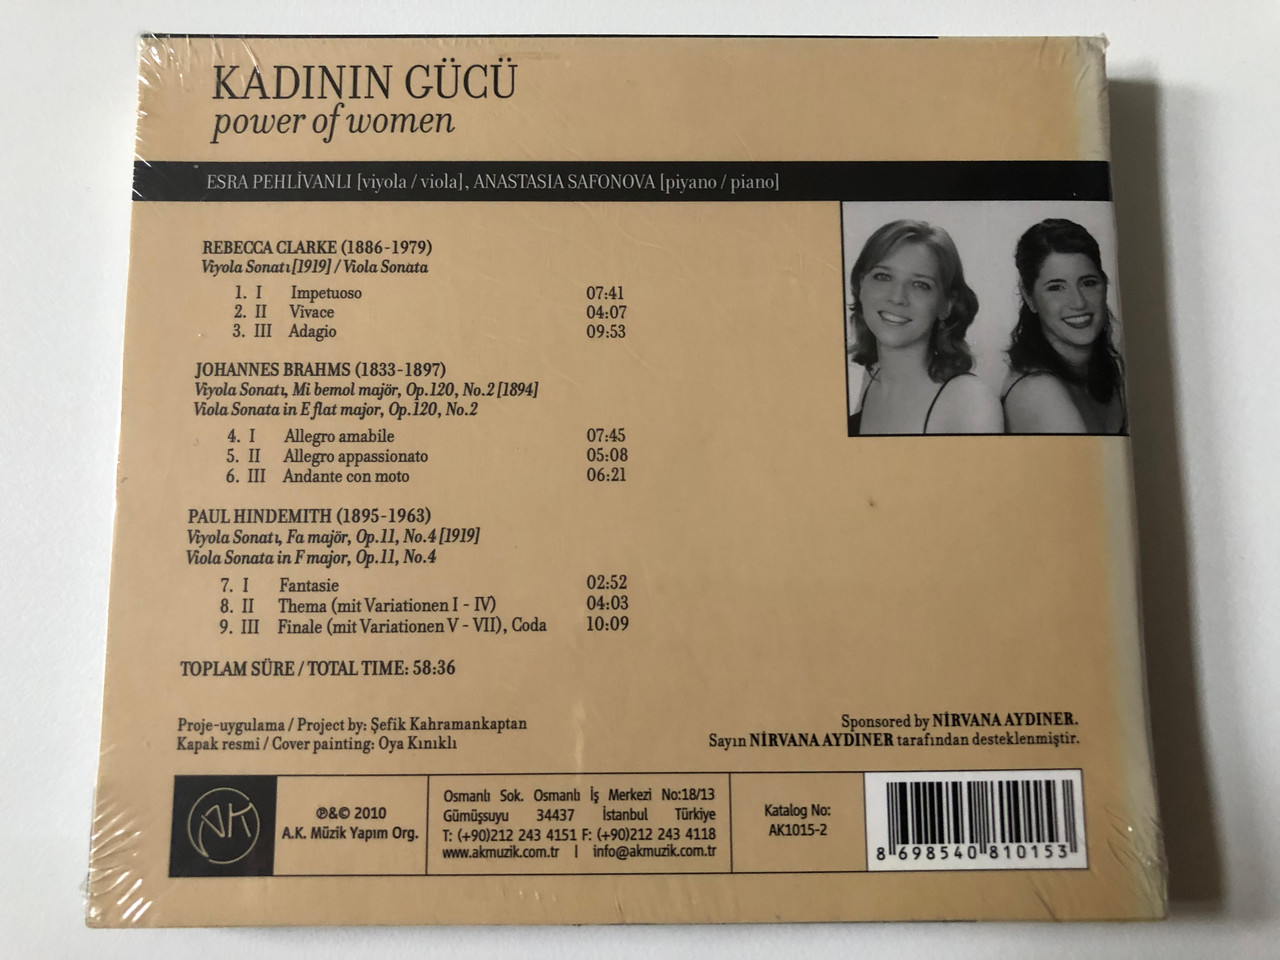 KADININ GÜCÜ
power of women
ESRA PEHLİVANLI [viyola / viola], ANASTASIA SAFONOVA [piyano / piano]
REBECCA CLARKE (1886-1979)
Viyola Sonatı [1919] / Viola Sonata
1. I Impetuoso 07:41
2. II Vivace 04:07
3. III Adagio 09:53
JOHANNES BRAHMS (1833-1897)
Viyola Sonatı, Mi bemol majör, Op.120, No.2 [1894]
Viola Sonata in E flat major, Op.120, No.2
4. I Allegro amabile 07:45
5. II Allegro appassionato 05:08
6. III Andante con moto 06:21
PAUL HINDEMITH (1895-1963)
Viyola Sonatı, Fa majör, Op.11, No.4 [1919]
Viola Sonata in F major, Op.11, No.4
7. I Fantasie 02:52
8. II Thema (mit Variationen I - IV) 04:03
9. III Finale (mit Variationen V - VII), Coda 10:09
TOPLAM SÜRE / TOTAL TIME: 58:36
Proje-uygulama / Project by: Şefik Kahramankaptan
Kapak resmi / Cover painting: Oya Kınıklı
Sponsored by NİRVANA AYDINER.
Sayın NİRVANA AYDINER tarafından desteklenmiştir.
AK
℗&© 2010
A.K. Müzik Yapım Org.
Osmanlı Sok. Osmanlı İş Merkezi No:18/13
Gümüşsuyu 34437 İstanbul Türkiye
T: (+90)212 243 4151 F: (+90)212 243 4118
www.akmuzik.com.tr | info@akmuzik.com.tr
Katalog No:
AK1015-2
8 698540 810153